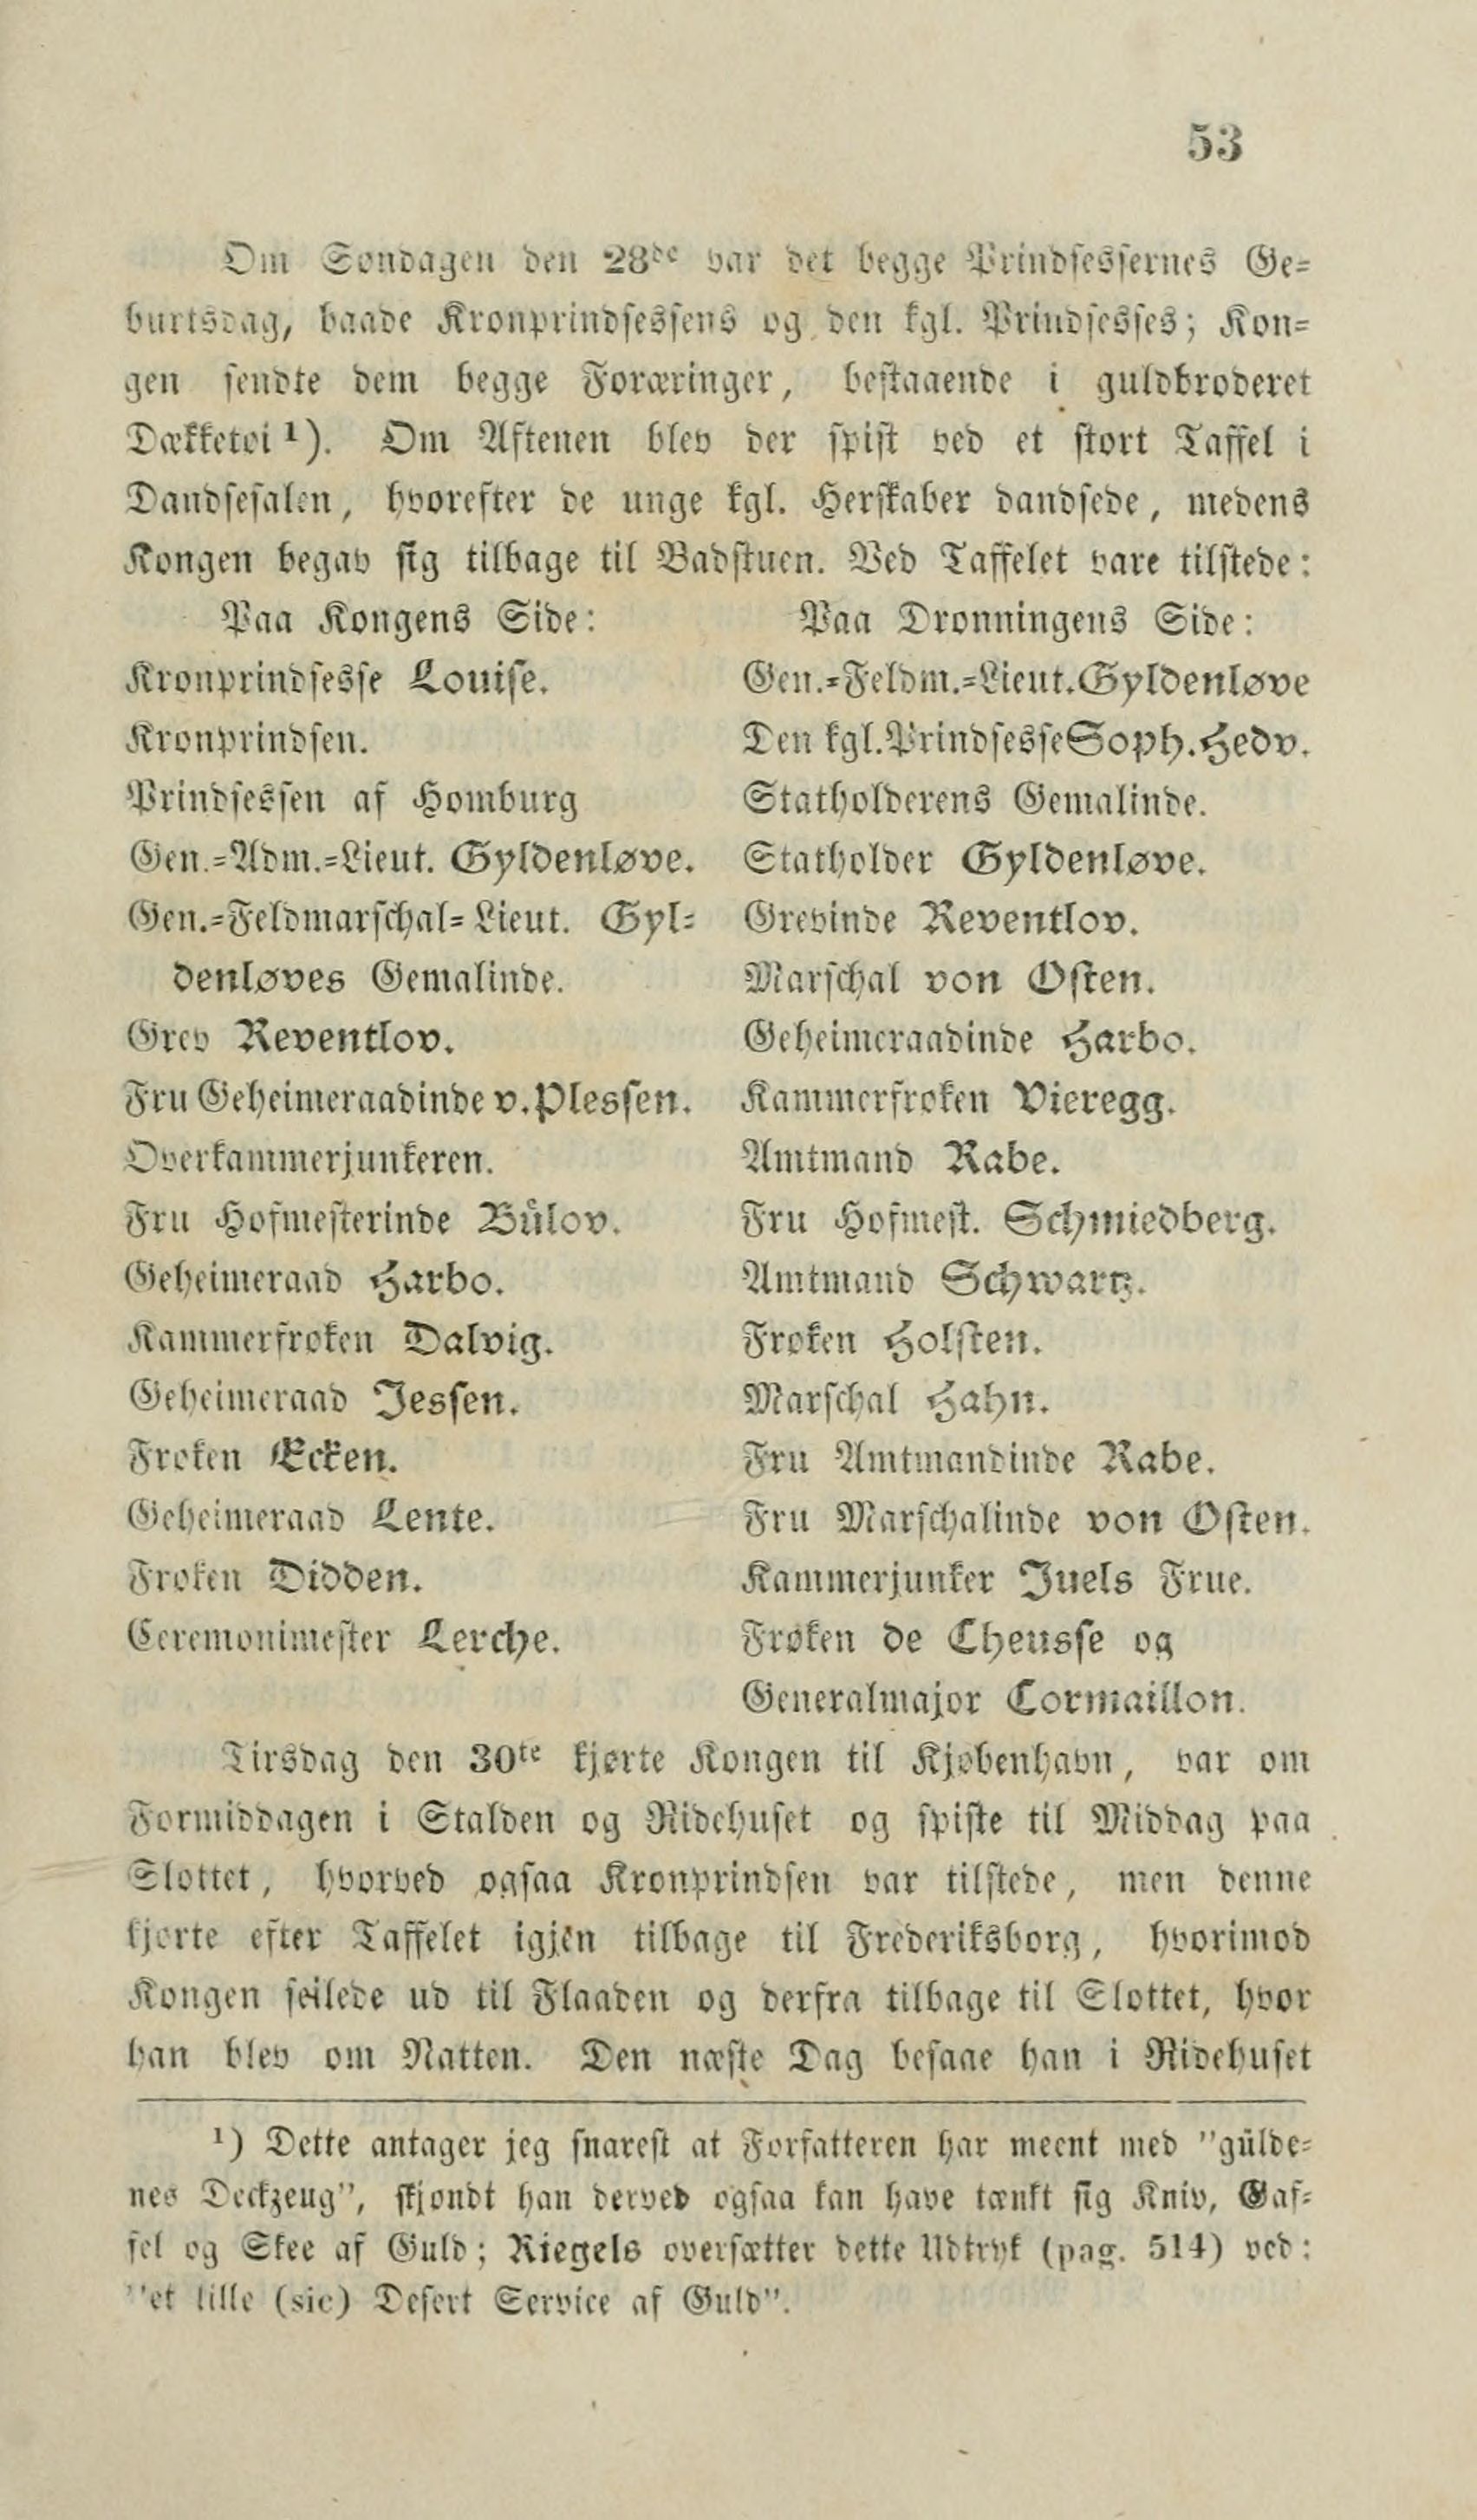 53
Om Søndagen den 28de var det begge Prindsessernes Ge=
burtsdag, baade Kronprindsessens og den kgl. Prindsesses; Kon=
gen sendte dem begge Foræringer, bestaaende i guldbroderet
Dækketøi ¹). Om Aftenen blev der spist ved et stort Taffel i
Dandsesalen, hvorefter de unge kgl. Herskaber dandsede, medens
Kongen begav sig tilbage til Badstuen. Ved Taffelet vare tilstede:
Paa Kongens Side:
Kronprindsesse Louise.
Kronprindsen.
Prindsessen af Homburg
Gen.=Adm.=Lieut. Gyldenløve.
Gen.=Feldmarschal=Lieut. Gyl=
denløves Gemalinde.
Grev Reventlov.
Fru Geheimeraadinde v. Plessen.
Overkammerjunkeren.
Fru Hofmesterinde Bülov.
Geheimeraad Harbo.
Kammerfrøken Dalvig.
Geheimeraad Jessen.
Frøken Ecken.
Geheimeraad Lente.
Frøken Didden.
Ceremonimester Lerche.
Paa Dronningens Side:
Gen.=Feldm.=Lieut. Gyldenløve
Den kgl. Prindsesse Soph. Hedv.
Statholderens Gemalinde.
Statholder Gyldenløve.
Grevinde Reventlov.
Marschal von Osten.
Geheimeraadinde Harbo.
Kammerfrøken Vieregg.
Amtmand Rabe.
Fru Hofmest. Schmiedberg.
Amtmand Schwartz.
Frøken Holsten.
Marschal Hahn.
Fru Amtmandinde Rabe.
Fru Marschalinde von Osten.
Kammerjunker Juels Frue.
Frøken de Cheusse og
Generalmajor Cormaillon.
Tirsdag den 30te kjørte Kongen til Kjøbenhavn, var om
Formiddagen i Stalden og Ridehuset og spiste til Middag paa
Slottet, hvorved ogsaa Kronprindsen var tilstede, men denne
kjørte efter Taffelet igjen tilbage til Frederiksborg, hvorimod
Kongen seilede ud til Flaaden og derfra tilbage til Slottet, hvor
han blev om Natten. Den næste Dag besaae han i Ridehuset
¹) Dette antager jeg snarest at Forfatteren har meent med "gülde=
nes Deckzeug", skjøndt han derved ogsaa kan have tænkt sig Kniv, Gaf=
fel og Skee af Guld; Riegels oversætter dette Udtryk (pag. 514) ved:
"et lille (sic) Desert Service af Guld".